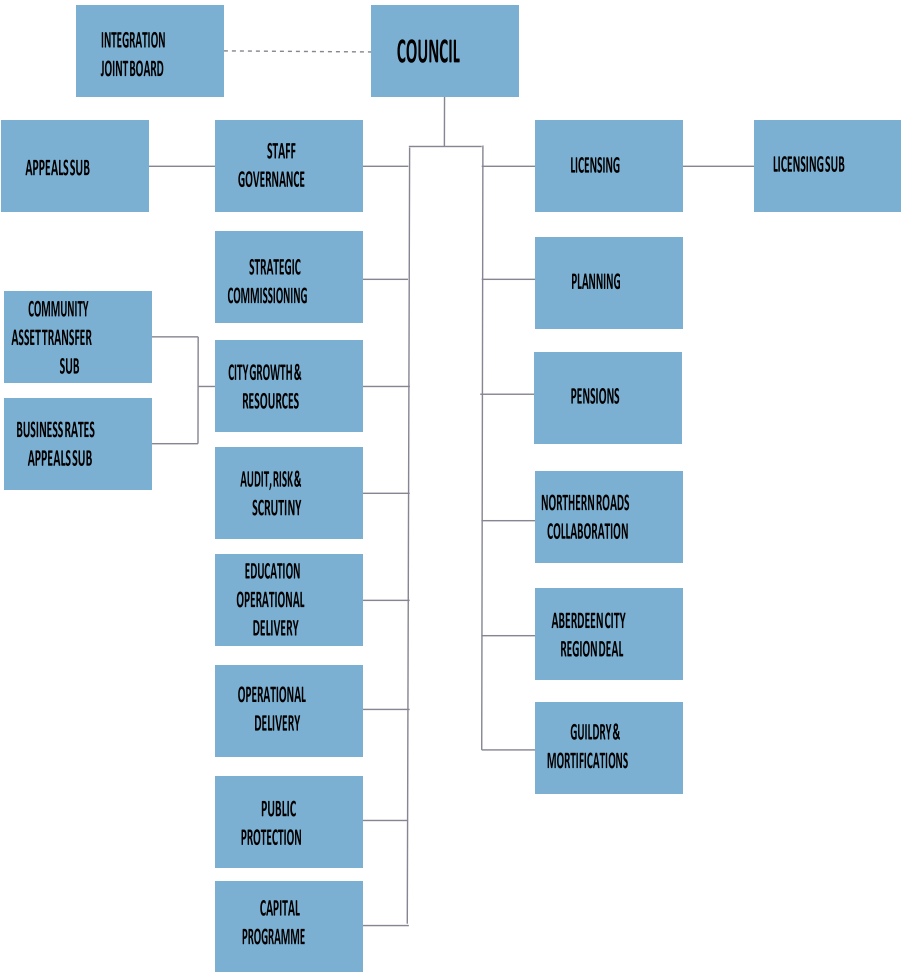 INTEGRATION
JOINT BOARD
COUNCIL
APPEALS SUB
STAFF
GOVERNANCE
LICENSING
LICENSING SUB
STRATEGIC
COMMISSIONING
PLANNING
COMMUNITY
ASSET TRANSFER
SUB
CITY GROWTH &
RESOURCES
PENSIONS
BUSINESS RATES
APPEALS SUB
AUDIT, RISK &
SCRUTINY
NORTHERN ROADS
COLLABORATION
EDUCATION
OPERATIONAL
DELIVERY
ABERDEEN CITY
REGION DEAL
OPERATIONAL
DELIVERY
GUILDRY &
MORTIFICATIONS
PUBLIC
PROTECTION
CAPITAL
PROGRAMME